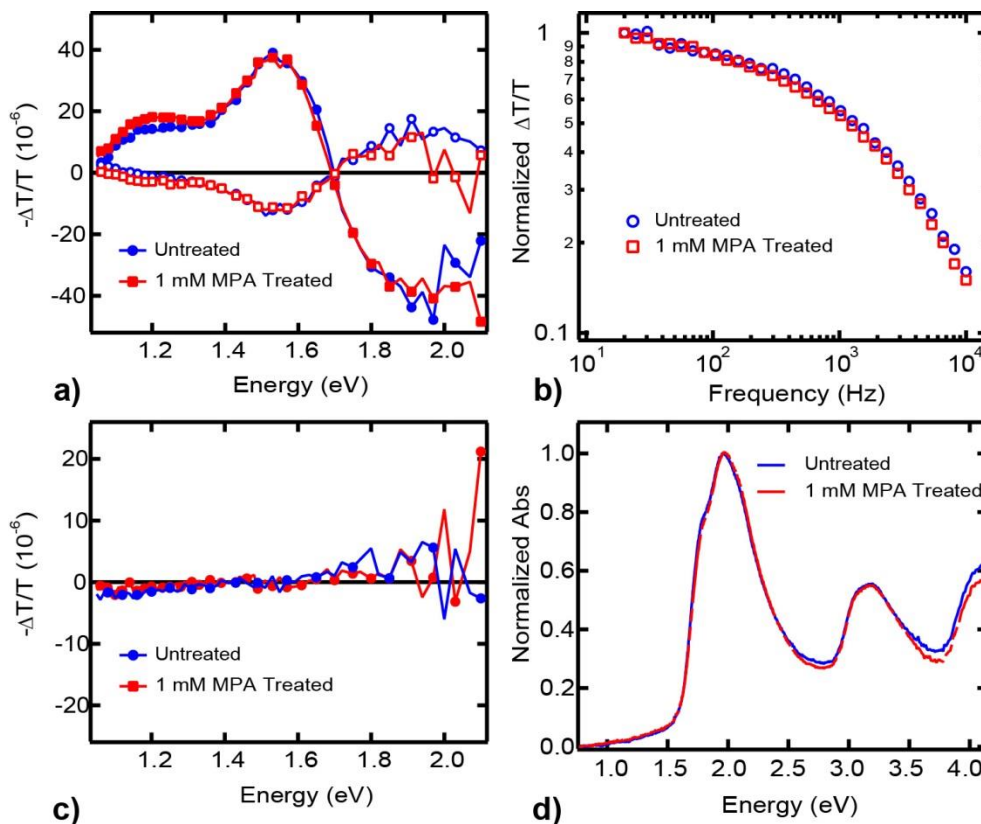 40
20
0
-20
-40
-ΔT/T (10⁻⁶)
Untreated
1 mM MPA Treated
1.2 1.4 1.6 1.8 2.0
Energy (eV)
a)
1
9
8
7
6
5
4
3
2
0.1
Normalized ΔT/T
Untreated
1 mM MPA Treated
10¹ 10² 10³ 10⁴
Frequency (Hz)
b)
20
10
0
-10
-20
-ΔT/T (10⁻⁶)
Untreated
1 mM MPA Treated
1.2 1.4 1.6 1.8 2.0
Energy (eV)
c)
1.0
0.8
0.6
0.4
0.2
0.0
Normalized Abs
Untreated
1 mM MPA Treated
1.0 1.5 2.0 2.5 3.0 3.5 4.0
Energy (eV)
d)